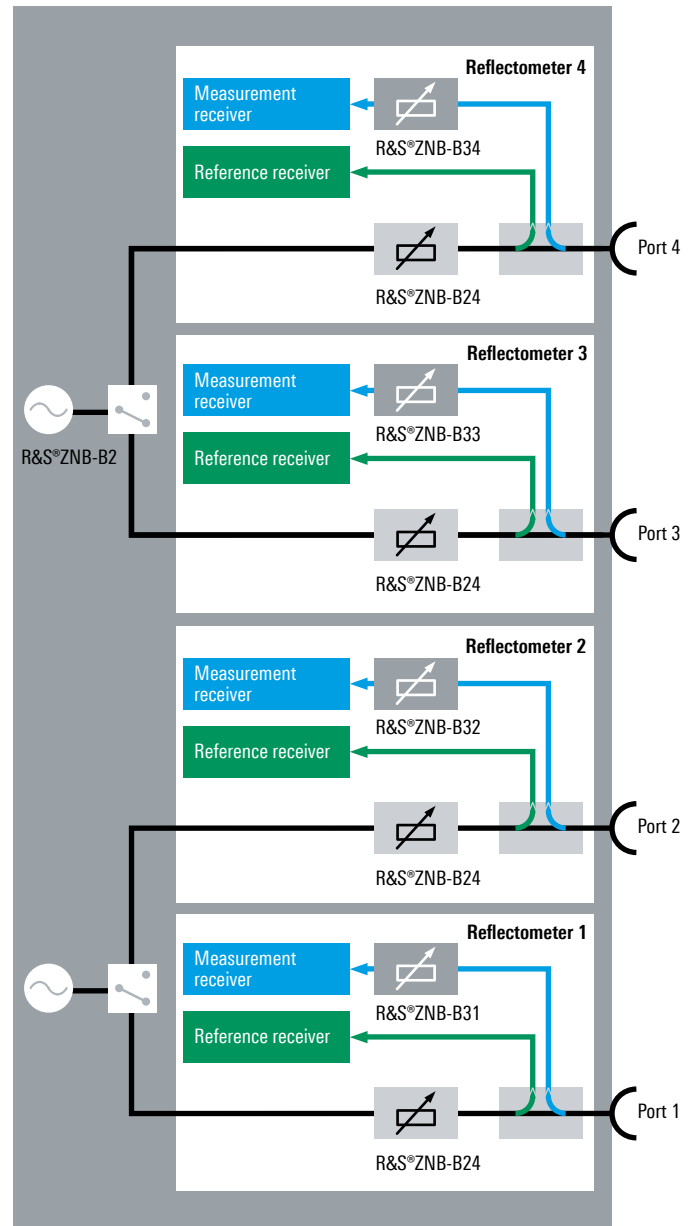 Reflectometer 4
Measurement
receiver
R&S®ZNB-B34
Reference receiver
Port 4
R&S®ZNB-B24
Reflectometer 3
Measurement
receiver
R&S®ZNB-B33
Reference receiver
R&S®ZNB-B2
Port 3
R&S®ZNB-B24
Reflectometer 2
Measurement
receiver
R&S®ZNB-B32
Reference receiver
Port 2
R&S®ZNB-B24
Reflectometer 1
Measurement
receiver
R&S®ZNB-B31
Reference receiver
Port 1
R&S®ZNB-B24